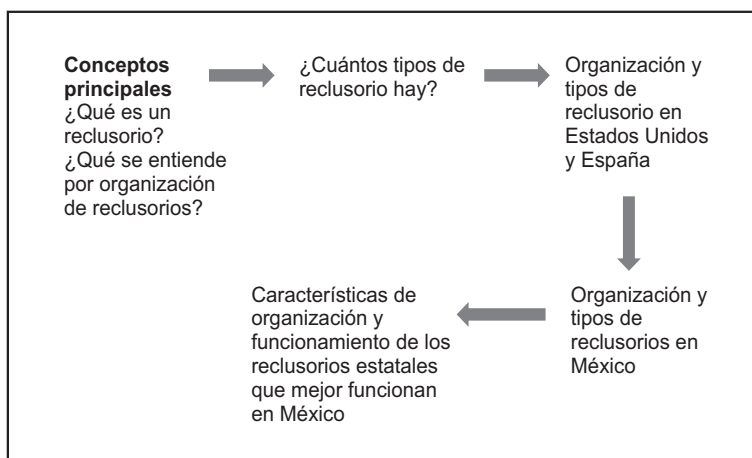 Conceptos
principales
¿Qué es un
reclusorio?
¿Qué se entiende
por organización
de reclusorios?
¿Cuántos tipos de
reclusorio hay?
Organización y
tipos de
reclusorio en
Estados Unidos
y España
Organización y
tipos de
reclusorios en
México
Características de
organización y
funcionamiento de los
reclusorios estatales
que mejor funcionan
en México